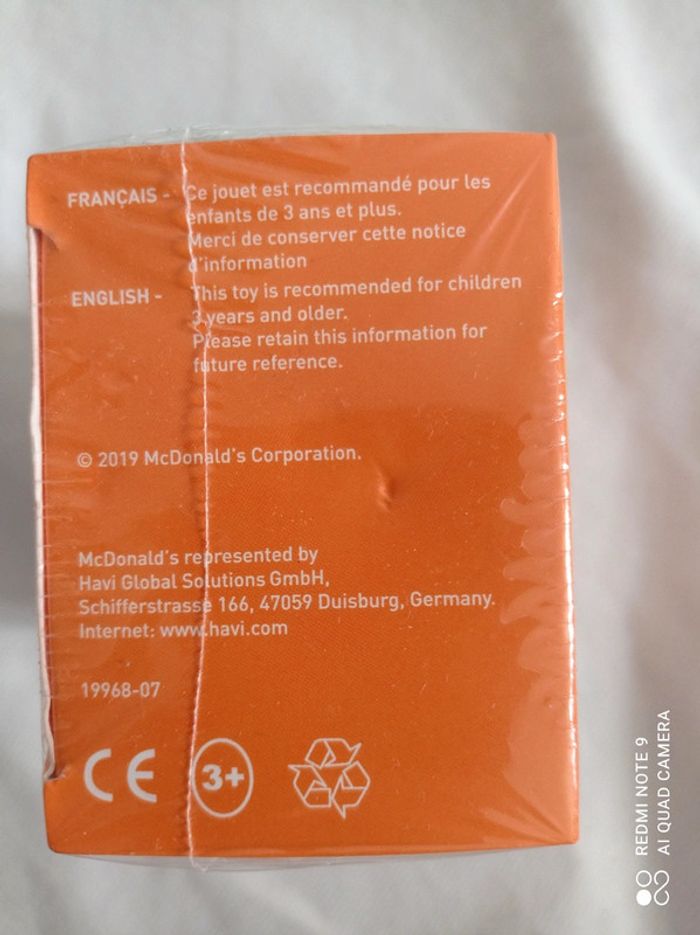 FRANÇAIS - Ce jouet est recommandé pour les
enfants de 3 ans et plus.
Merci de conserver cette notice
d'information
ENGLISH - This toy is recommended for children
3 years and older.
Please retain this information for
future reference.
© 2019 McDonald's Corporation.
McDonald's represented by
Havi Global Solutions GmbH,
Schifferstrasse 166, 47059 Duisburg, Germany.
Internet: www.havi.com
19968-07
CE 3+
REDMI NOTE 9
AI QUAD CAMERA